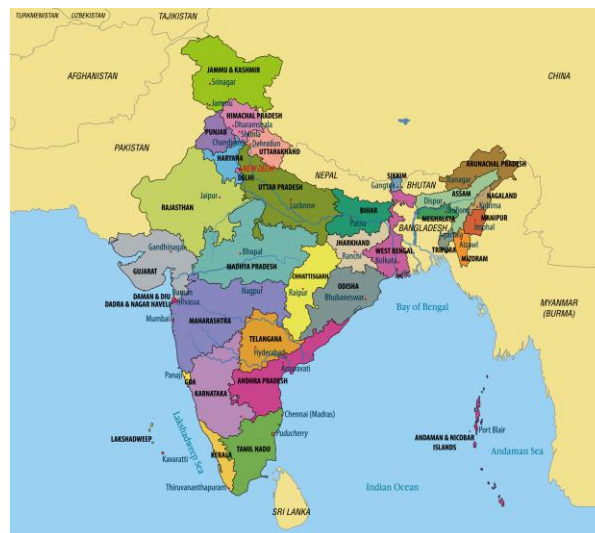 TURKMENISTAN
UZBEKISTAN
TAJIKISTAN
AFGHANISTAN
CHINA
JAMMU & KASHMIR
Srinagar
Jammu
HIMACHAL PRADESH
Dharamshala
Shimla
PUNJAB
Chandigarh
Dehradun
UTTARAKHAND
PAKISTAN
HARYANA
NEW DELHI
DELHI
NEPAL
SIKKIM
Gangtok
BHUTAN
ARUNACHAL PRADESH
Itanagar
UTTAR PRADESH
Lucknow
RAJASTHAN
Jaipur
BIHAR
Patna
ASSAM
Dispur
NAGALAND
Kohima
MEGHALAYA
Shillong
MANIPUR
Imphal
BANGLADESH
TRIPURA
Aizawl
MIZORAM
Gandhinagar
GUJARAT
Bhopal
MADHYA PRADESH
JHARKHAND
Ranchi
WEST BENGAL
Kolkata
CHHATTISGARH
Raipur
ODISHA
Bhubaneswar
DAMAN & DIU
DADRA & NAGAR HAVELI
Daman
Silvassa
Nagpur
Mumbai
MAHARASHTRA
TELANGANA
Hyderabad
Bay of Bengal
MYANMAR
(BURMA)
Amaravati
Panaji
GOA
KARNATAKA
ANDHRA PRADESH
Chennai (Madras)
Puducherry
LAKSHADWEEP
Kavaratti
Lakshadweep Sea
KERALA
TAMIL NADU
Thiruvananthapuram
SRI LANKA
Indian Ocean
ANDAMAN & NICOBAR
ISLANDS
Port Blair
Andaman Sea